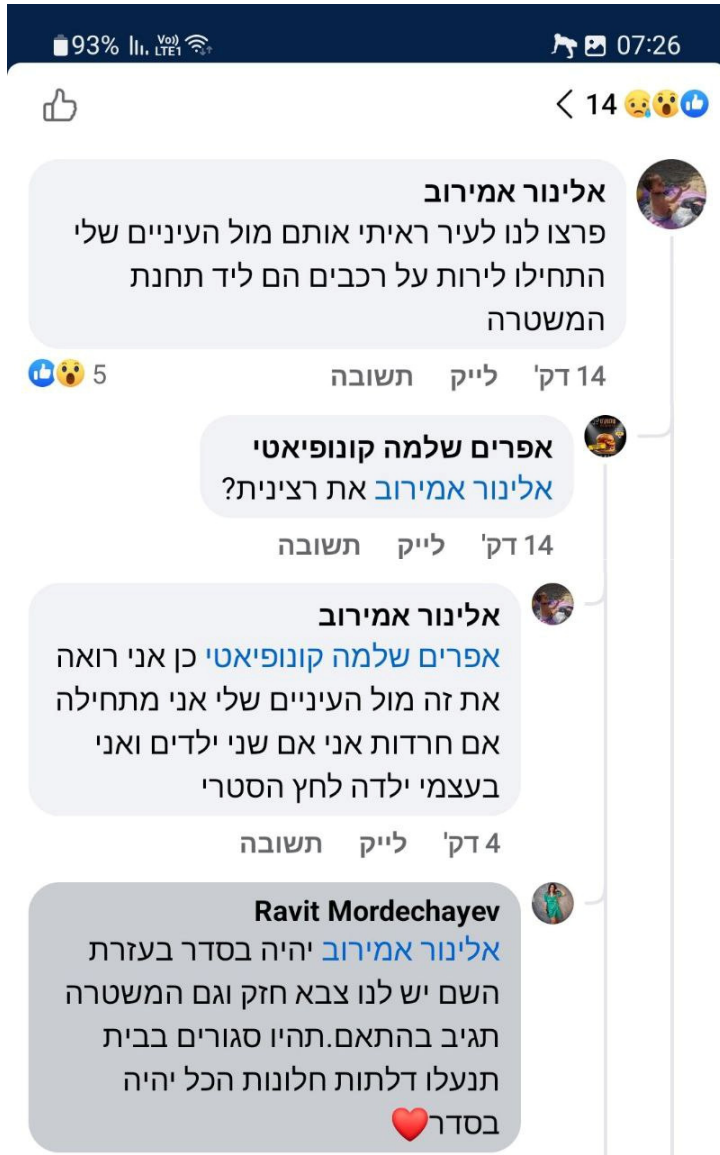 93% Vo)) LTE1 07:26
14
אלינור אמירוב
פרצו לנו לעיר ראיתי אותם מול העיניים שלי
התחילו לירות על רכבים הם ליד תחנת
המשטרה
14 דק' לייק תשובה 5
אפרים שלמה קונופיאטי
אלינור אמירוב את רצינית?
14 דק' לייק תשובה
אלינור אמירוב
אפרים שלמה קונופיאטי כן אני רואה
את זה מול העיניים שלי אני מתחילה
אם חרדות אני אם שני ילדים ואני
בעצמי ילדה לחץ הסטרי
4 דק' לייק תשובה
Ravit Mordechayev
אלינור אמירוב יהיה בסדר בעזרת
השם יש לנו צבא חזק וגם המשטרה
תגיב בהתאם.תהיו סגורים בבית
תנעלו דלתות חלונות הכל יהיה
בסדר❤️